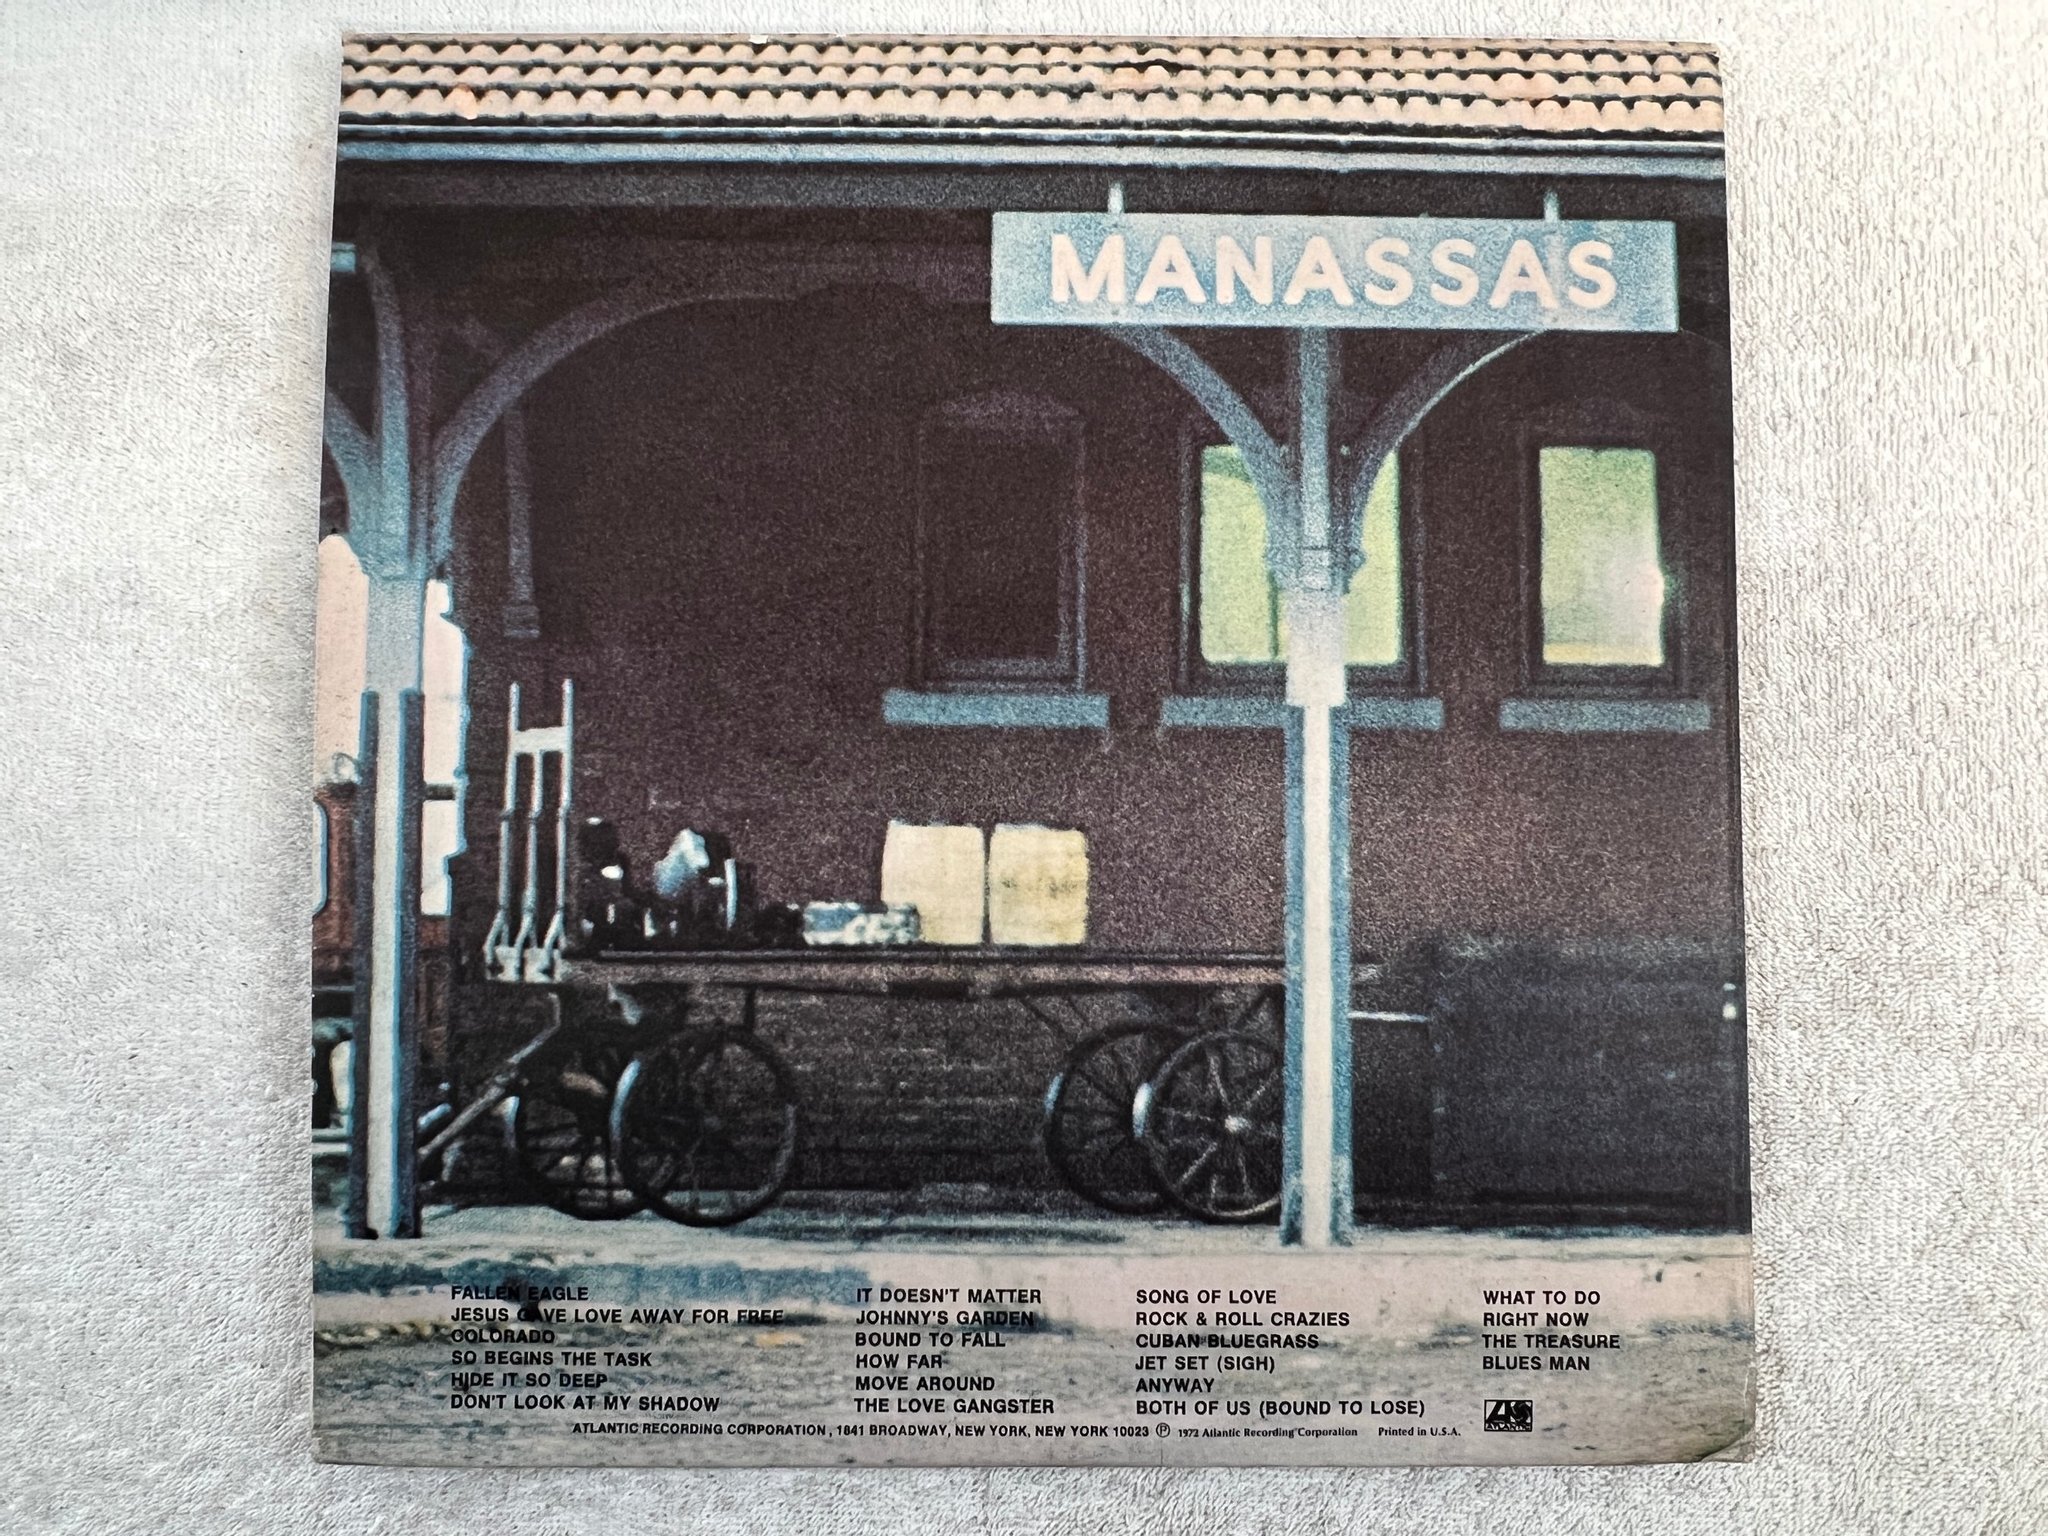 MANASSAS
FALLEN EAGLE
JESUS GAVE LOVE AWAY FOR FREE
COLORADO
SO BEGINS THE TASK
HIDE IT SO DEEP
DON'T LOOK AT MY SHADOW
IT DOESN'T MATTER
JOHNNY'S GARDEN
BOUND TO FALL
HOW FAR
MOVE AROUND
THE LOVE GANGSTER
SONG OF LOVE
ROCK & ROLL CRAZIES
CUBAN BLUEGRASS
JET SET (SIGH)
ANYWAY
BOTH OF US (BOUND TO LOSE)
WHAT TO DO
RIGHT NOW
THE TREASURE
BLUES MAN
ATLANTIC
ATLANTIC RECORDING CORPORATION, 1841 BROADWAY, NEW YORK, NEW YORK 10023 ℗ 1972 Atlantic Recording Corporation Printed in U.S.A.